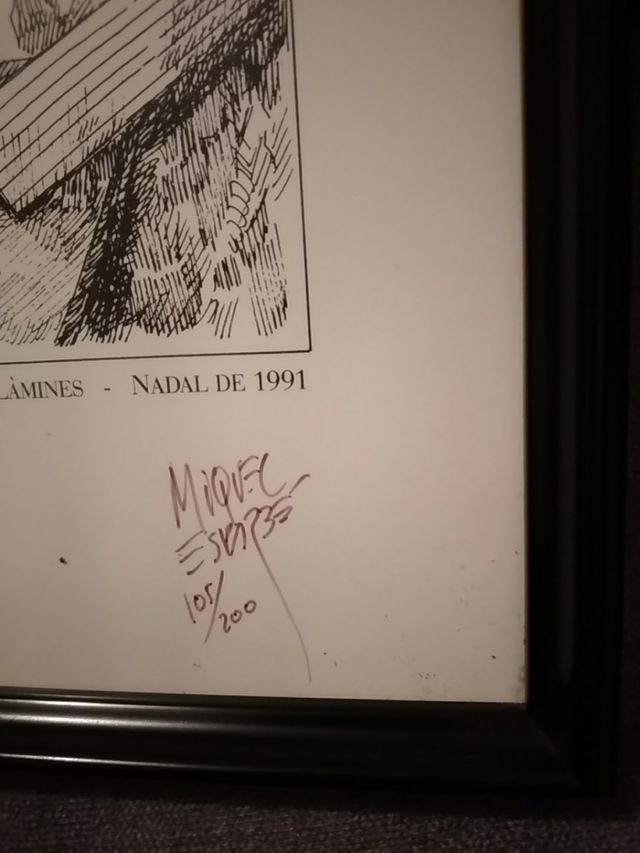 LÀMINES - NADAL DE 1991
MIQUEL
105/200